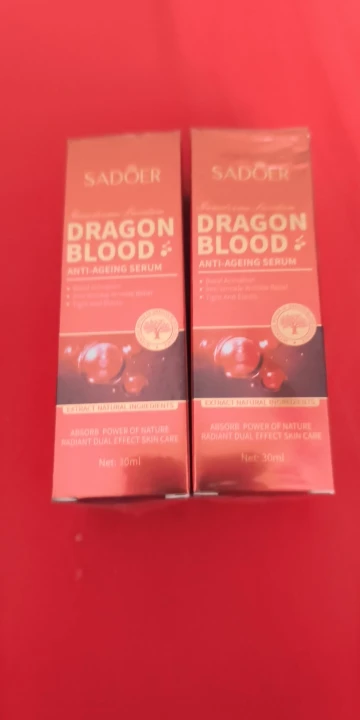 SADOER
DRAGON
BLOOD
ANTI-AGEING SERUM
EXTRACT NATURAL INGREDIENTS
ABSORB POWER OF NATURE
RADIANT DUAL EFFECT SKIN CARE
Net: 30ml
SADOER
DRAGON
BLOOD
ANTI-AGEING SERUM
EXTRACT NATURAL INGREDIENTS
ABSORB POWER OF NATURE
RADIANT DUAL EFFECT SKIN CARE
Net: 30ml